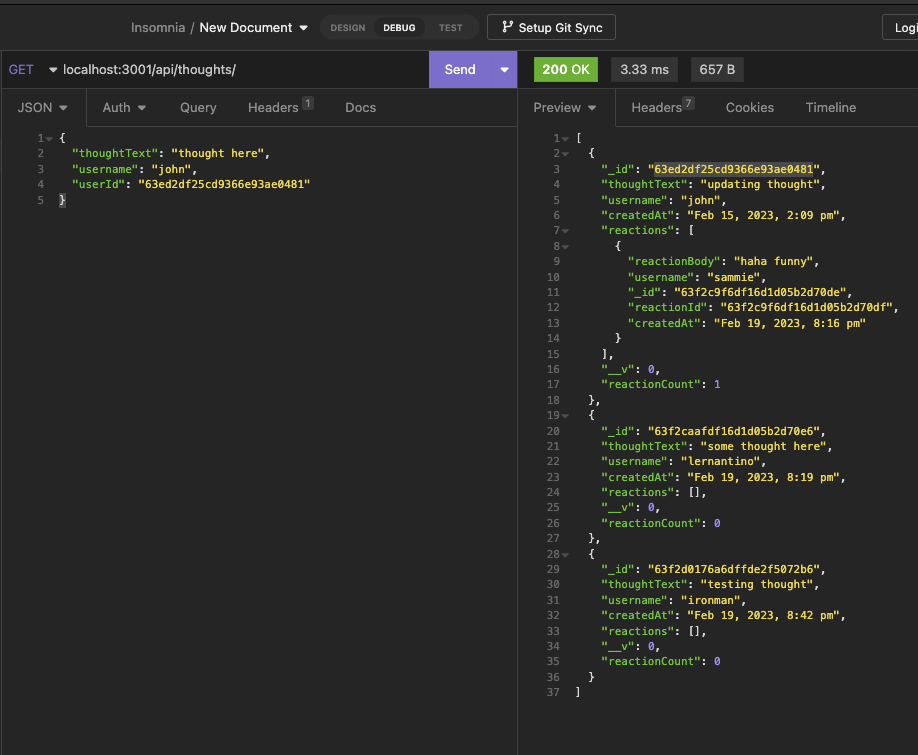 Insomnia / New Document DESIGN DEBUG TEST Setup Git Sync Logi
GET localhost:3001/api/thoughts/ Send 200 OK 3.33 ms 657 B
JSON Auth Query Headers 1 Docs Preview Headers 7 Cookies Timeline
1 {
2 "thoughtText": "thought here",
3 "username": "john",
4 "userId": "63ed2df25cd9366e93ae0481"
5 }
1 [
2 {
3 "_id": "63ed2df25cd9366e93ae0481",
4 "thoughtText": "updating thought",
5 "username": "john",
6 "createdAt": "Feb 15, 2023, 2:09 pm",
7 "reactions": [
8 {
9 "reactionBody": "haha funny",
10 "username": "sammie",
11 "_id": "63f2c9f6df16d1d05b2d70de",
12 "reactionId": "63f2c9f6df16d1d05b2d70df",
13 "createdAt": "Feb 19, 2023, 8:16 pm"
14 }
15 ],
16 "__v": 0,
17 "reactionCount": 1
18 },
19 {
20 "_id": "63f2caafdf16d1d05b2d70e6",
21 "thoughtText": "some thought here",
22 "username": "lernantino",
23 "createdAt": "Feb 19, 2023, 8:19 pm",
24 "reactions": [],
25 "__v": 0,
26 "reactionCount": 0
27 },
28 {
29 "_id": "63f2d0176a6dffde2f5072b6",
30 "thoughtText": "testing thought",
31 "username": "ironman",
32 "createdAt": "Feb 19, 2023, 8:42 pm",
33 "reactions": [],
34 "__v": 0,
35 "reactionCount": 0
36 }
37 ]